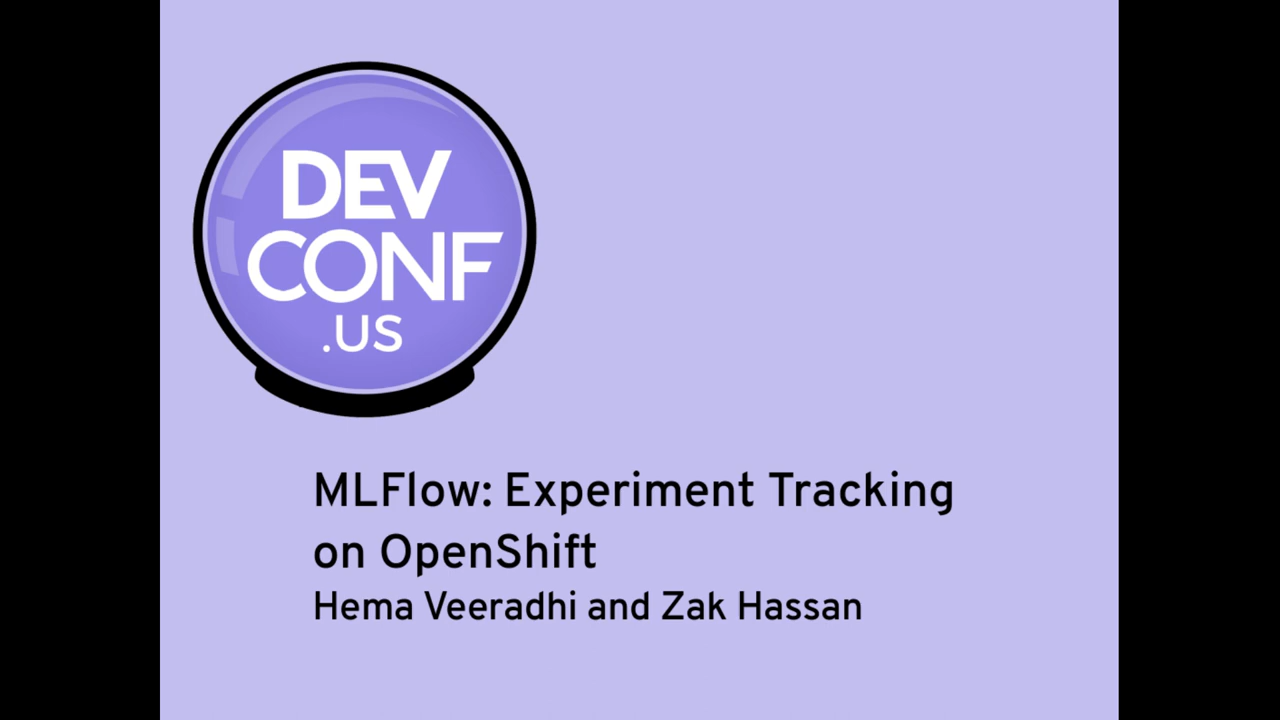 DEV
CONF
.US
MLFlow: Experiment Tracking
on OpenShift
Hema Veeradhi and Zak Hassan